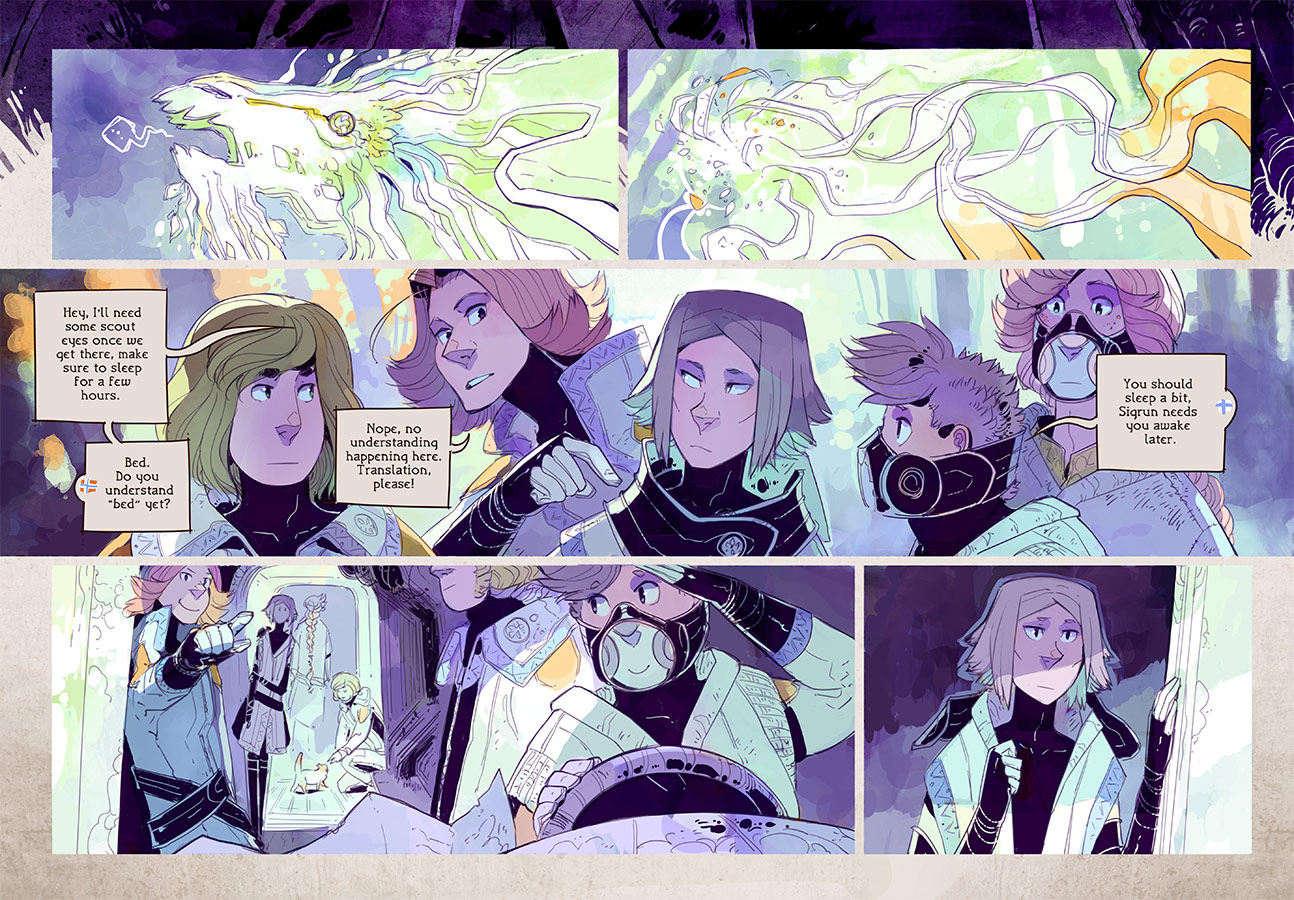 Hey, I'll need
some scout
eyes once we
get there, make
sure to sleep
for a few
hours.
Bed.
Do you
understand
"bed" yet?
Nope, no
understanding
happening here.
Translation,
please!
You should
sleep a bit,
Sigrun needs
you awake
later.